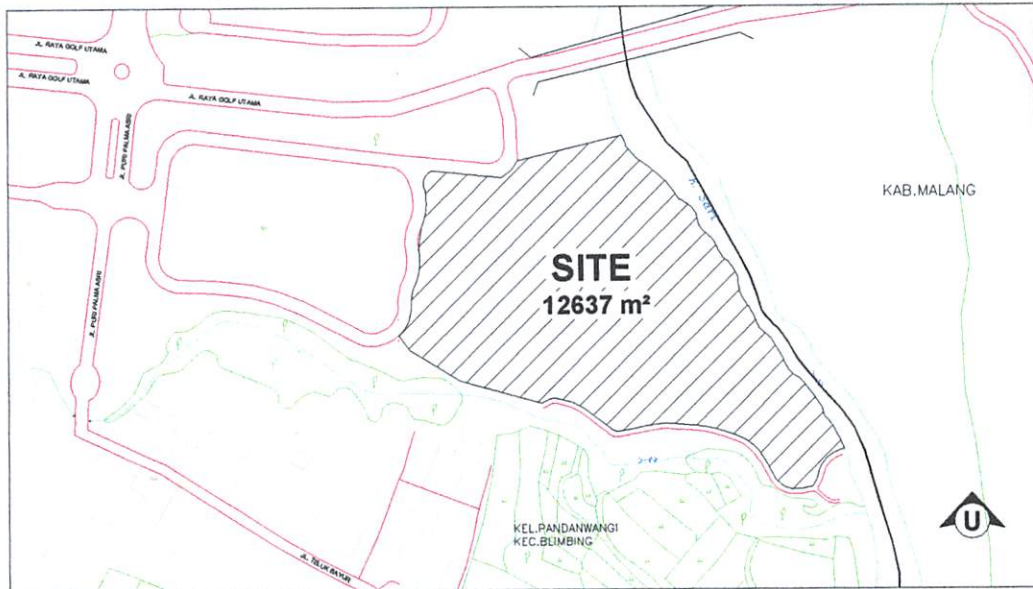 JL. RAYA GOLF UTAMA
JL. RAYA GOLF UTAMA
JL. RAYA GOLF UTAMA
JL. PURI PALMA ASRI
K. Sari
KAB.MALANG
SITE
12637 m²
JL. PURI PALMA ASRI
KEL.PANDANWANGI
KEC.BLIMBING
U
JL. TELUK BAYUR